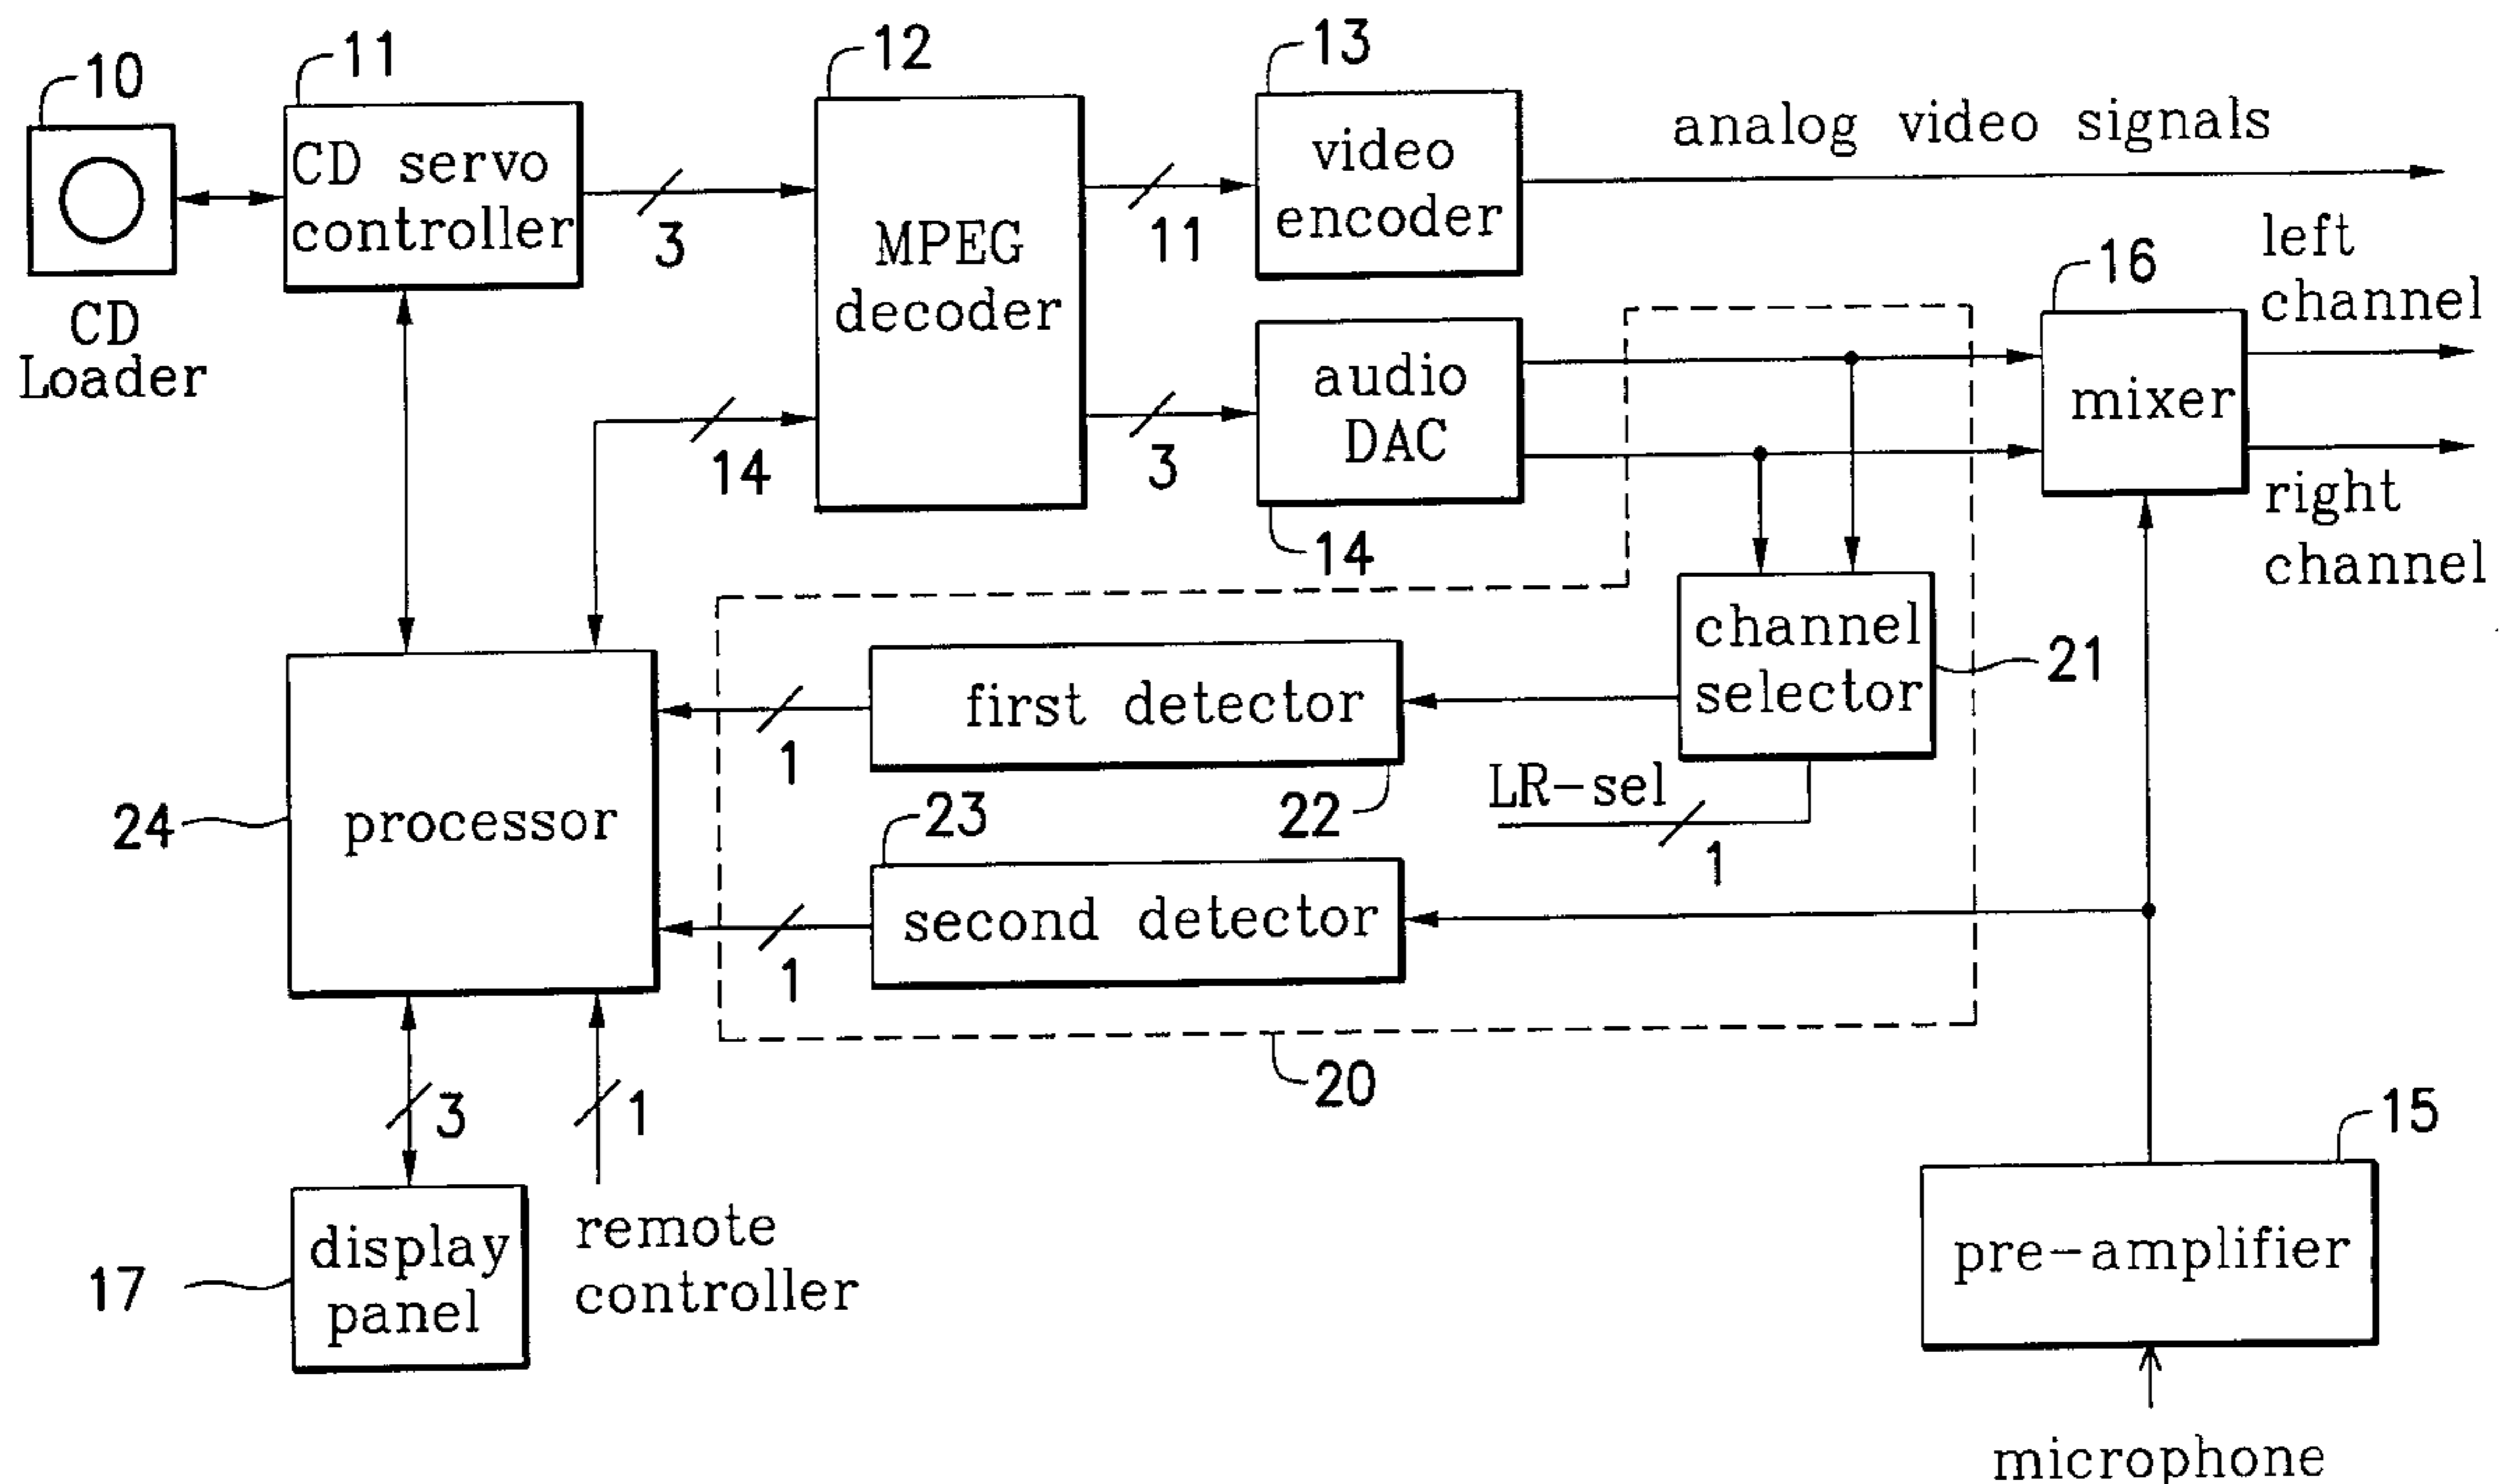 10
11
12
13
CD servo
controller
3
MPEG
decoder
11
video
encoder
analog video signals
CD
Loader
14
3
audio
DAC
14
16
mixer
left
channel
right
channel
channel
selector
21
first detector
1
22
LR-sel
1
processor
24
23
second detector
1
20
3
1
display
panel
17
remote
controller
15
pre-amplifier
microphone